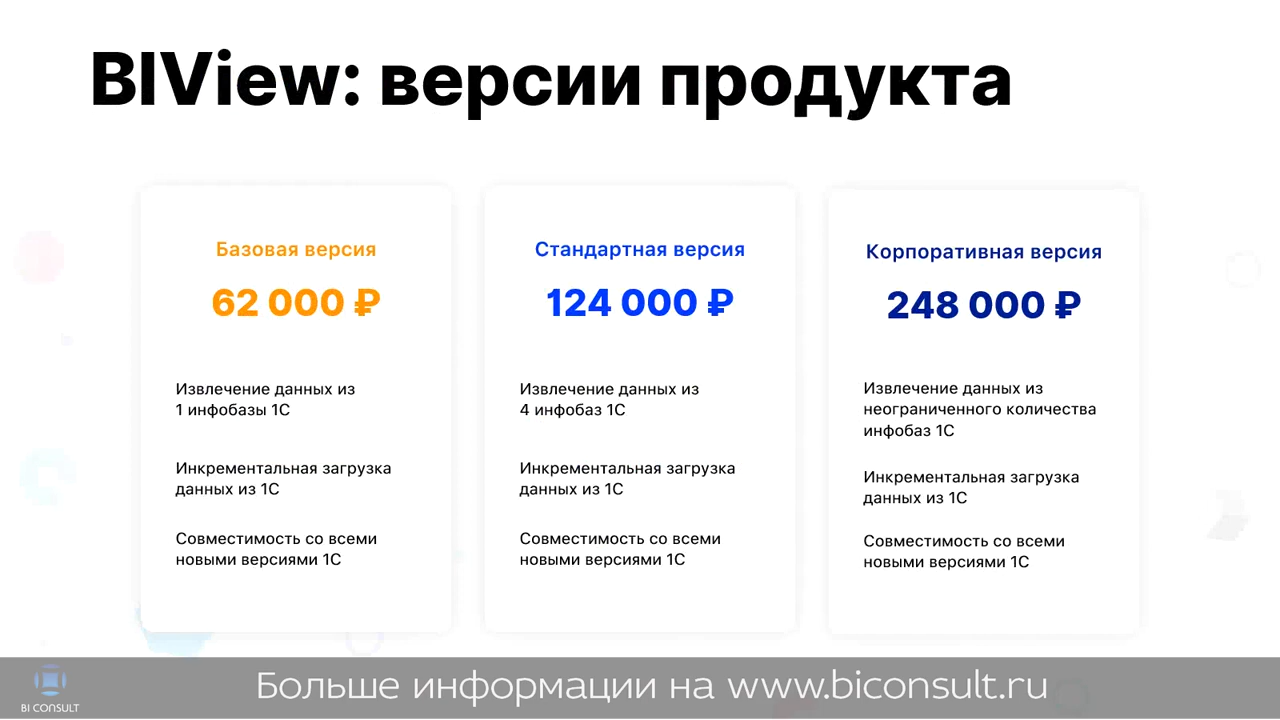 BIView: версии продукта
Базовая версия
62 000 ₽
Извлечение данных из
1 инфобазы 1С
Инкрементальная загрузка
данных из 1С
Совместимость со всеми
новыми версиями 1С
Стандартная версия
124 000 ₽
Извлечение данных из
4 инфобаз 1С
Инкрементальная загрузка
данных из 1С
Совместимость со всеми
новыми версиями 1С
Корпоративная версия
248 000 ₽
Извлечение данных из
неограниченного количества
инфобаз 1С
Инкрементальная загрузка
данных из 1С
Совместимость со всеми
новыми версиями 1С
BI CONSULT
Больше информации на www.biconsult.ru